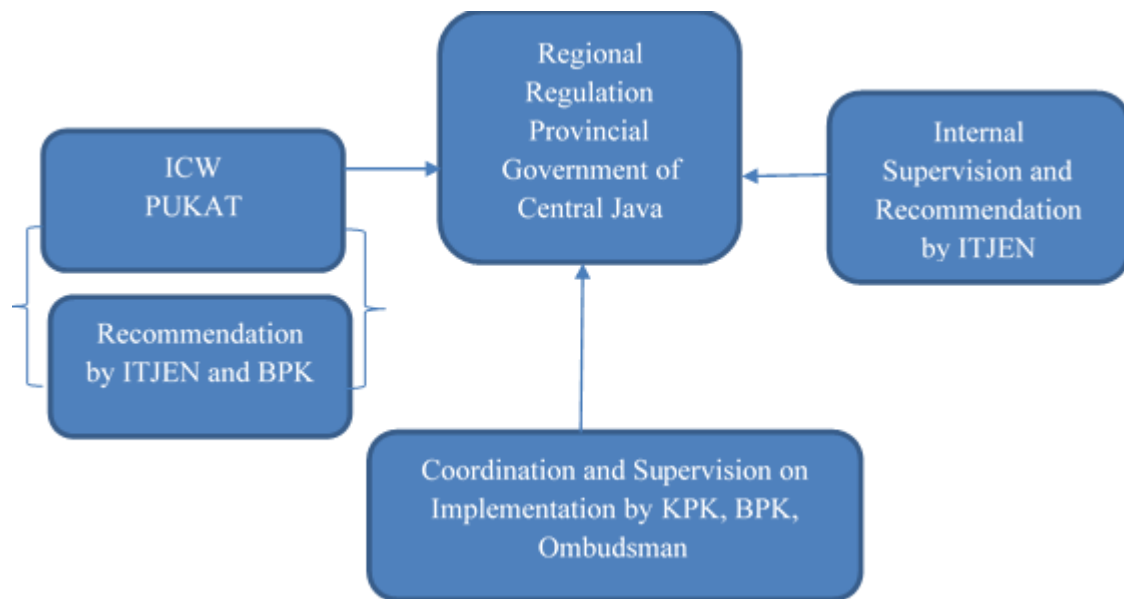 Regional
Regulation
Provincial
Government of
Central Java
ICW
PUKAT
Recommendation
by ITJEN and BPK
Internal
Supervision and
Recommendation
by ITJEN
Coordination and Supervision on
Implementation by KPK, BPK,
Ombudsman